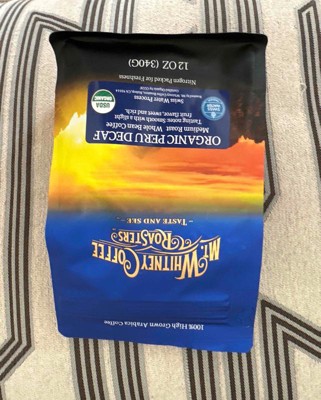 100% High Grown Arabica Coffee
MT. WHITNEY COFFEE
ROASTERS
– TASTE AND SEE –
ORGANIC PERU DECAF
Medium Roast Whole Bean Coffee
Tasting notes: Smooth with a slight
fruit flavor, sweet and rich.
Swiss Water Process
USDA
ORGANIC
Nitrogen Packed for Freshness
12 OZ (340G)